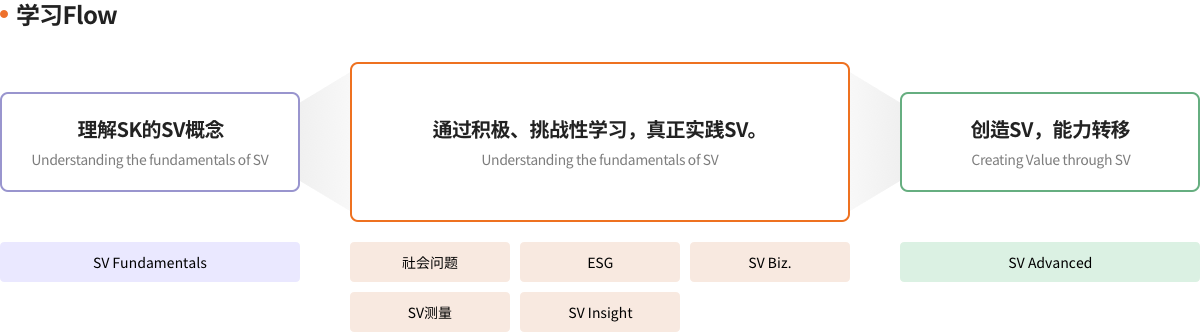 学习Flow
理解SK的SV概念
Understanding the fundamentals of SV
通过积极、挑战性学习，真正实践SV。
Understanding the fundamentals of SV
创造SV，能力转移
Creating Value through SV
SV Fundamentals
社会问题
ESG
SV Biz.
SV Advanced
SV测量
SV Insight